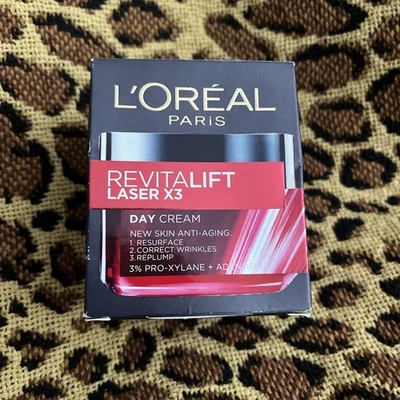 L'ORÉAL
PARIS
REVITALIFT
LASER X3
DAY CREAM
NEW SKIN ANTI-AGING:
1. RESURFACE
2. CORRECT WRINKLES
3. REPLUMP
3% PRO-XYLANE +